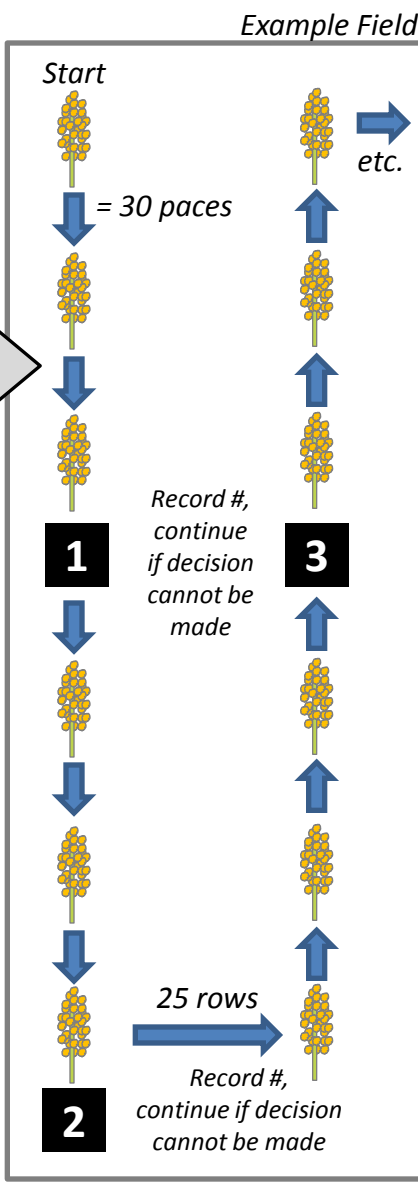 Example Field
Start
= 30 paces
etc.
Record #,
continue
if decision
cannot be
made
1
3
25 rows
Record #,
continue if decision
cannot be made
2